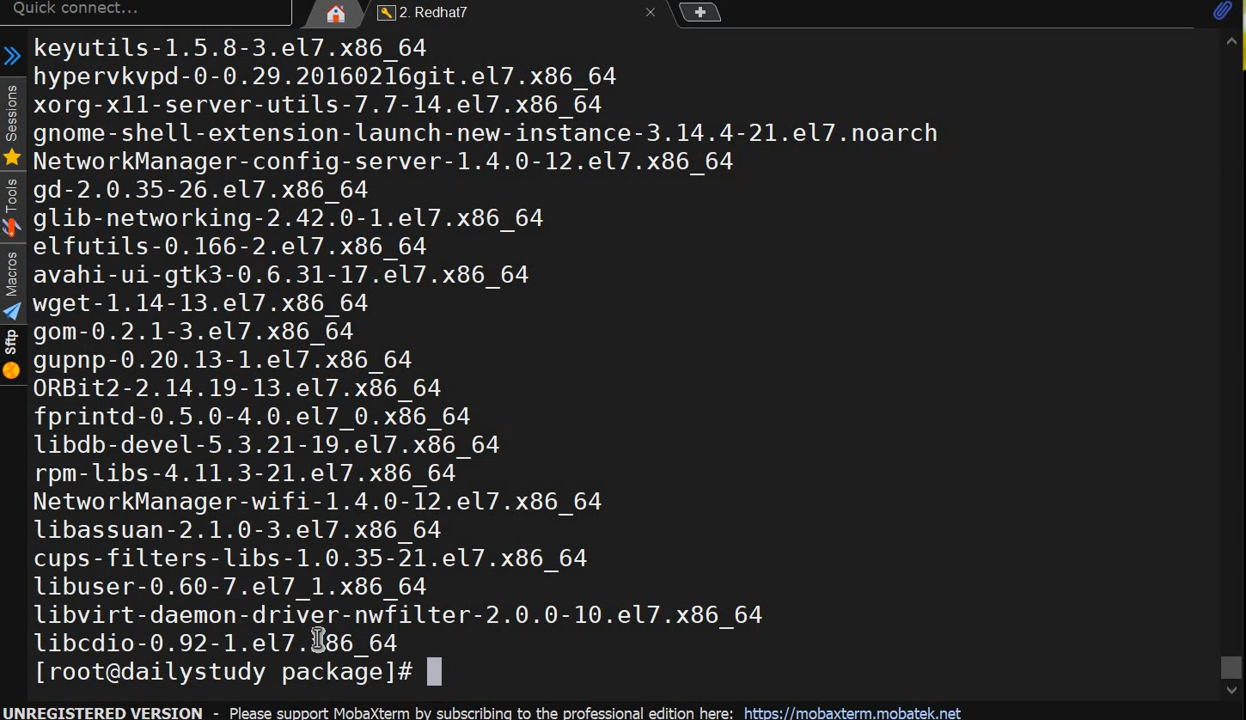 Quick connect...
2. Redhat7
Sessions
Tools
Macros
Sftp
keyutils-1.5.8-3.el7.x86_64
hypervkvpd-0-0.29.20160216git.el7.x86_64
xorg-x11-server-utils-7.7-14.el7.x86_64
gnome-shell-extension-launch-new-instance-3.14.4-21.el7.noarch
NetworkManager-config-server-1.4.0-12.el7.x86_64
gd-2.0.35-26.el7.x86_64
glib-networking-2.42.0-1.el7.x86_64
elfutils-0.166-2.el7.x86_64
avahi-ui-gtk3-0.6.31-17.el7.x86_64
wget-1.14-13.el7.x86_64
gom-0.2.1-3.el7.x86_64
gupnp-0.20.13-1.el7.x86_64
ORBit2-2.14.19-13.el7.x86_64
fprintd-0.5.0-4.0.el7_0.x86_64
libdb-devel-5.3.21-19.el7.x86_64
rpm-libs-4.11.3-21.el7.x86_64
NetworkManager-wifi-1.4.0-12.el7.x86_64
libassuan-2.1.0-3.el7.x86_64
cups-filters-libs-1.0.35-21.el7.x86_64
libuser-0.60-7.el7_1.x86_64
libvirt-daemon-driver-nwfilter-2.0.0-10.el7.x86_64
libcdio-0.92-1.el7.x86_64
[root@dailystudy package]#
UNREGISTERED VERSION - Please support MobaXterm by subscribing to the professional edition here: https://mobaxterm.mobatek.net